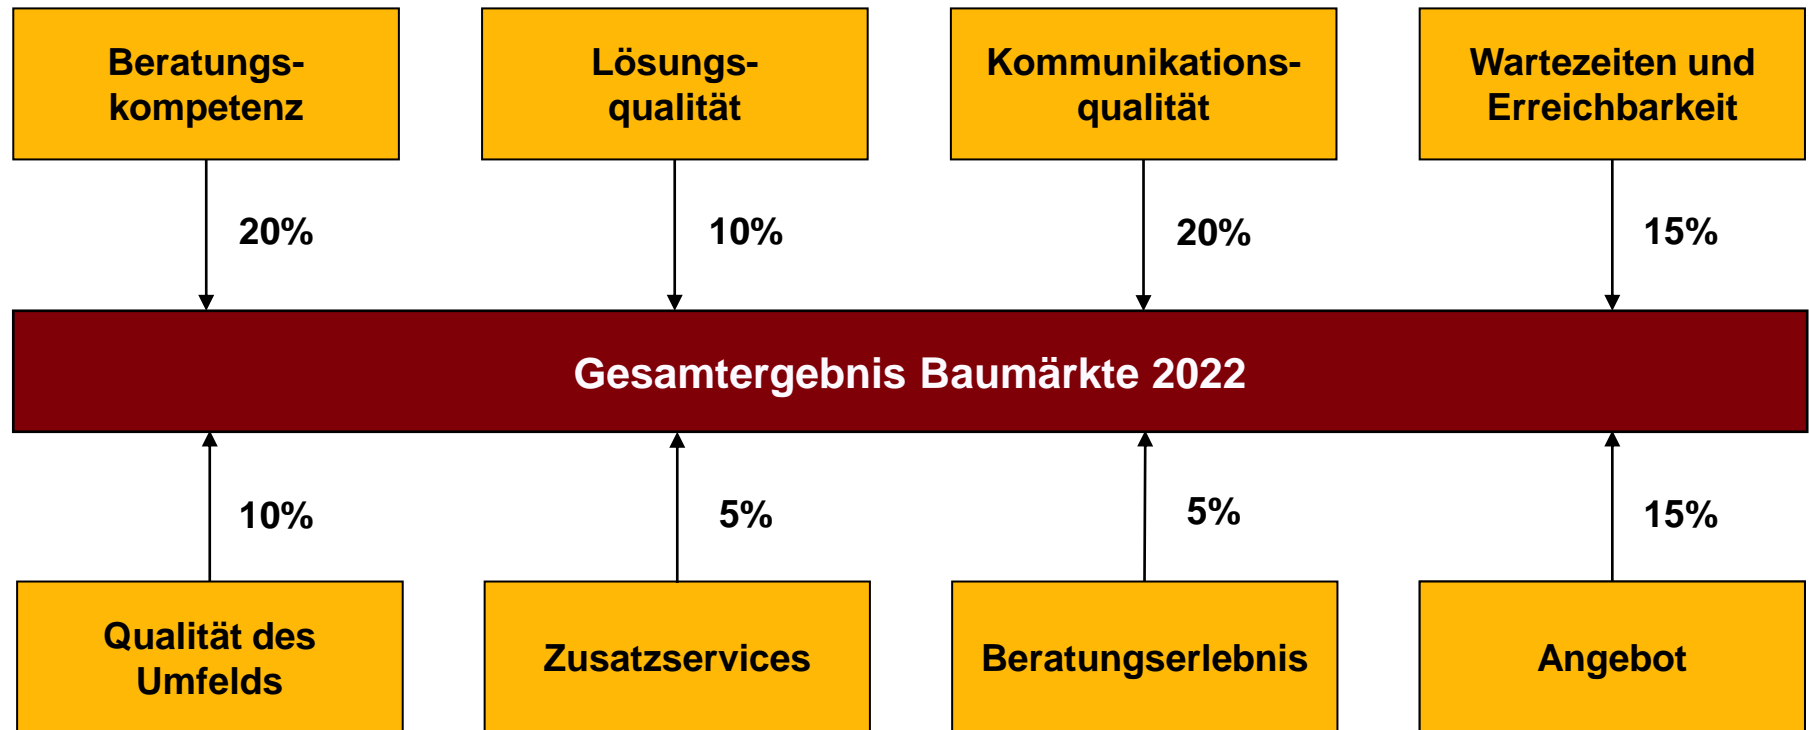 Beratungs-
kompetenz
Lösungs-
qualität
Kommunikations-
qualität
Wartezeiten und
Erreichbarkeit
20%
10%
20%
15%
Gesamtergebnis Baumärkte 2022
10%
5%
5%
15%
Qualität des
Umfelds
Zusatzservices
Beratungserlebnis
Angebot